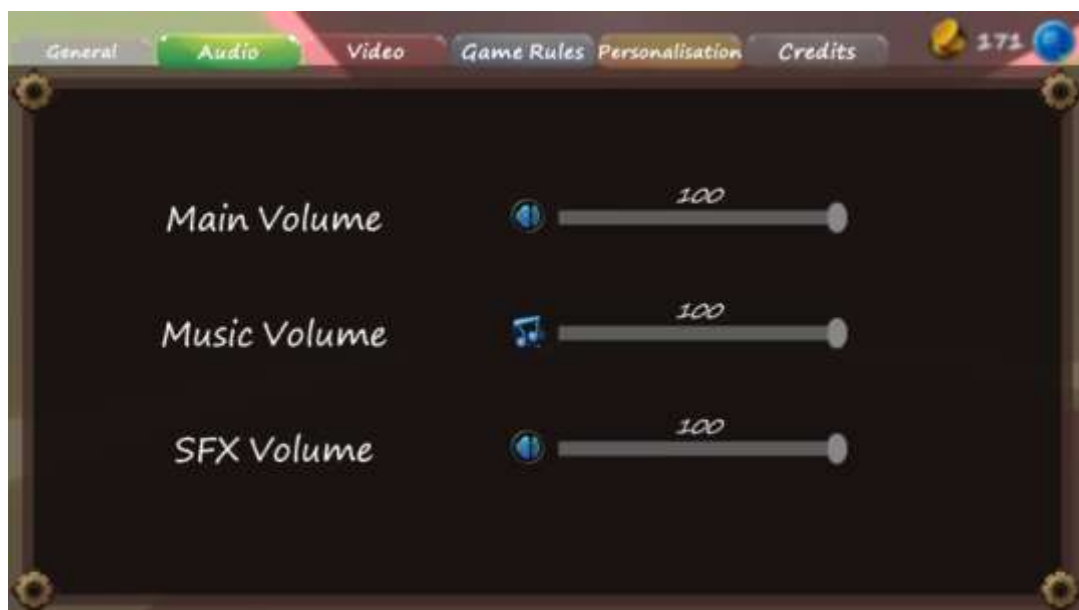 General Audio Video Game Rules Personalisation Credits 171
Main Volume 100
Music Volume 100
SFX Volume 100